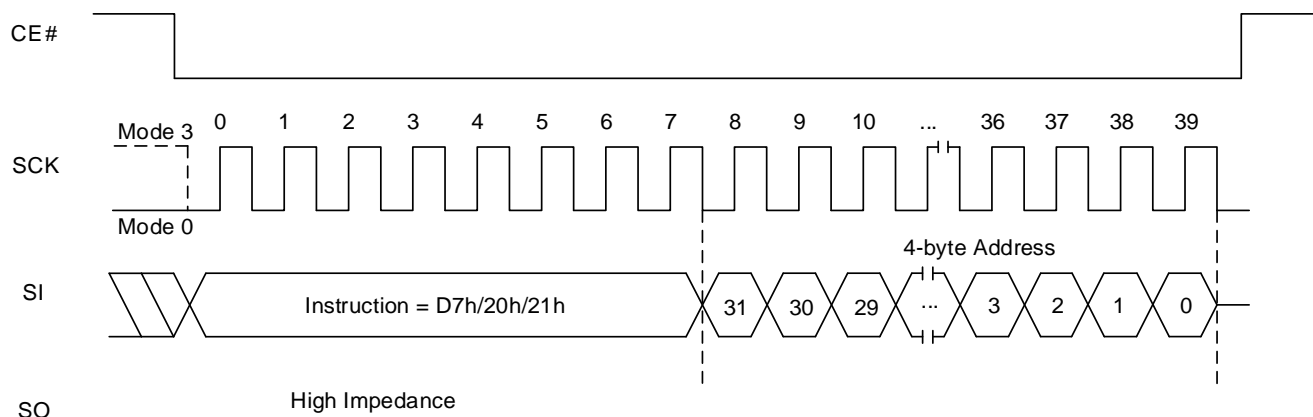 CE#
0 1 2 3 4 5 6 7 8 9 10 ... 36 37 38 39
Mode 3
SCK
Mode 0
4-byte Address
SI
Instruction = D7h/20h/21h 31 30 29 ... 3 2 1 0
High Impedance
SO